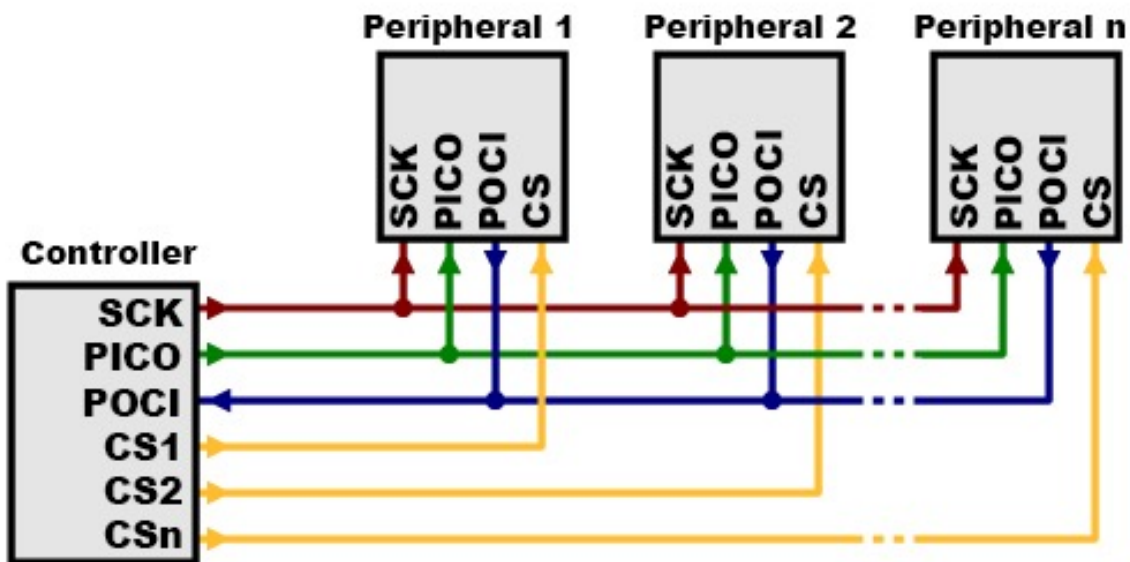 Peripheral 1
Peripheral 2
Peripheral n
SCK
PICO
POCI
CS
SCK
PICO
POCI
CS
SCK
PICO
POCI
CS
Controller
SCK
PICO
POCI
CS1
CS2
CSn